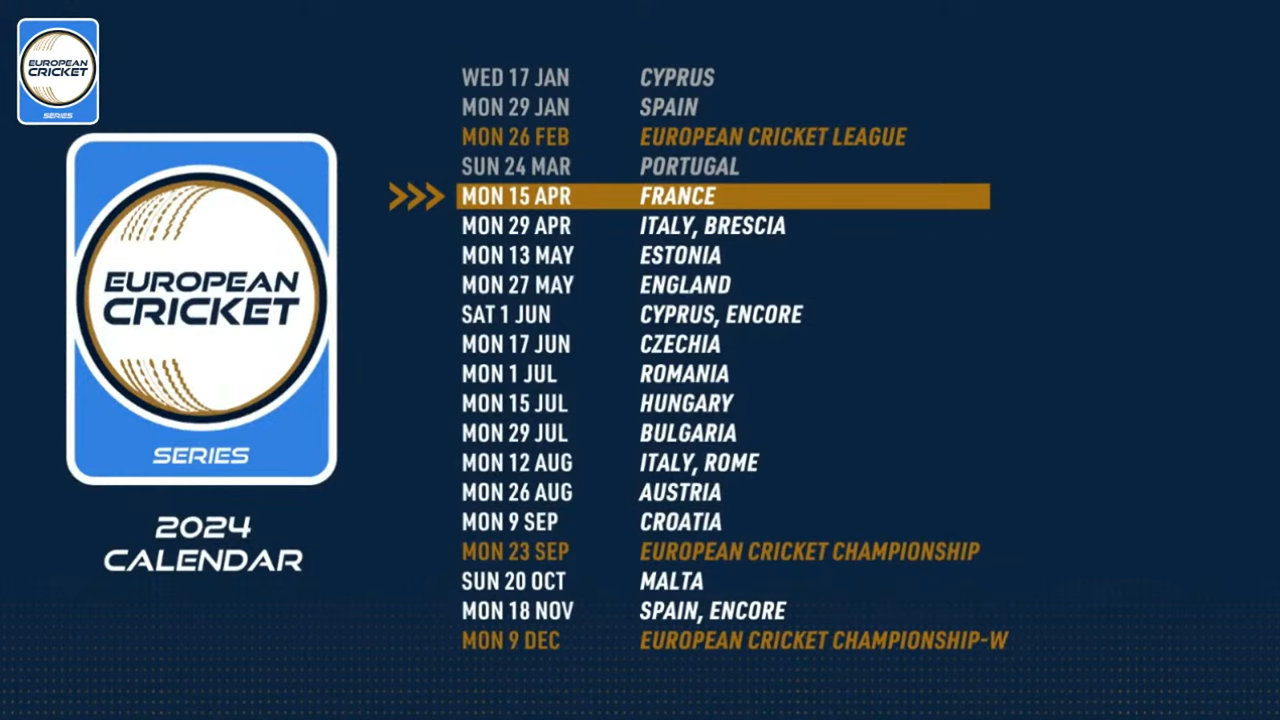 EUROPEAN
CRICKET
SERIES
EUROPEAN
CRICKET
SERIES
2024
CALENDAR
WED 17 JAN CYPRUS
MON 29 JAN SPAIN
MON 26 FEB EUROPEAN CRICKET LEAGUE
SUN 24 MAR PORTUGAL
MON 15 APR FRANCE
MON 29 APR ITALY, BRESCIA
MON 13 MAY ESTONIA
MON 27 MAY ENGLAND
SAT 1 JUN CYPRUS, ENCORE
MON 17 JUN CZECHIA
MON 1 JUL ROMANIA
MON 15 JUL HUNGARY
MON 29 JUL BULGARIA
MON 12 AUG ITALY, ROME
MON 26 AUG AUSTRIA
MON 9 SEP CROATIA
MON 23 SEP EUROPEAN CRICKET CHAMPIONSHIP
SUN 20 OCT MALTA
MON 18 NOV SPAIN, ENCORE
MON 9 DEC EUROPEAN CRICKET CHAMPIONSHIP-W